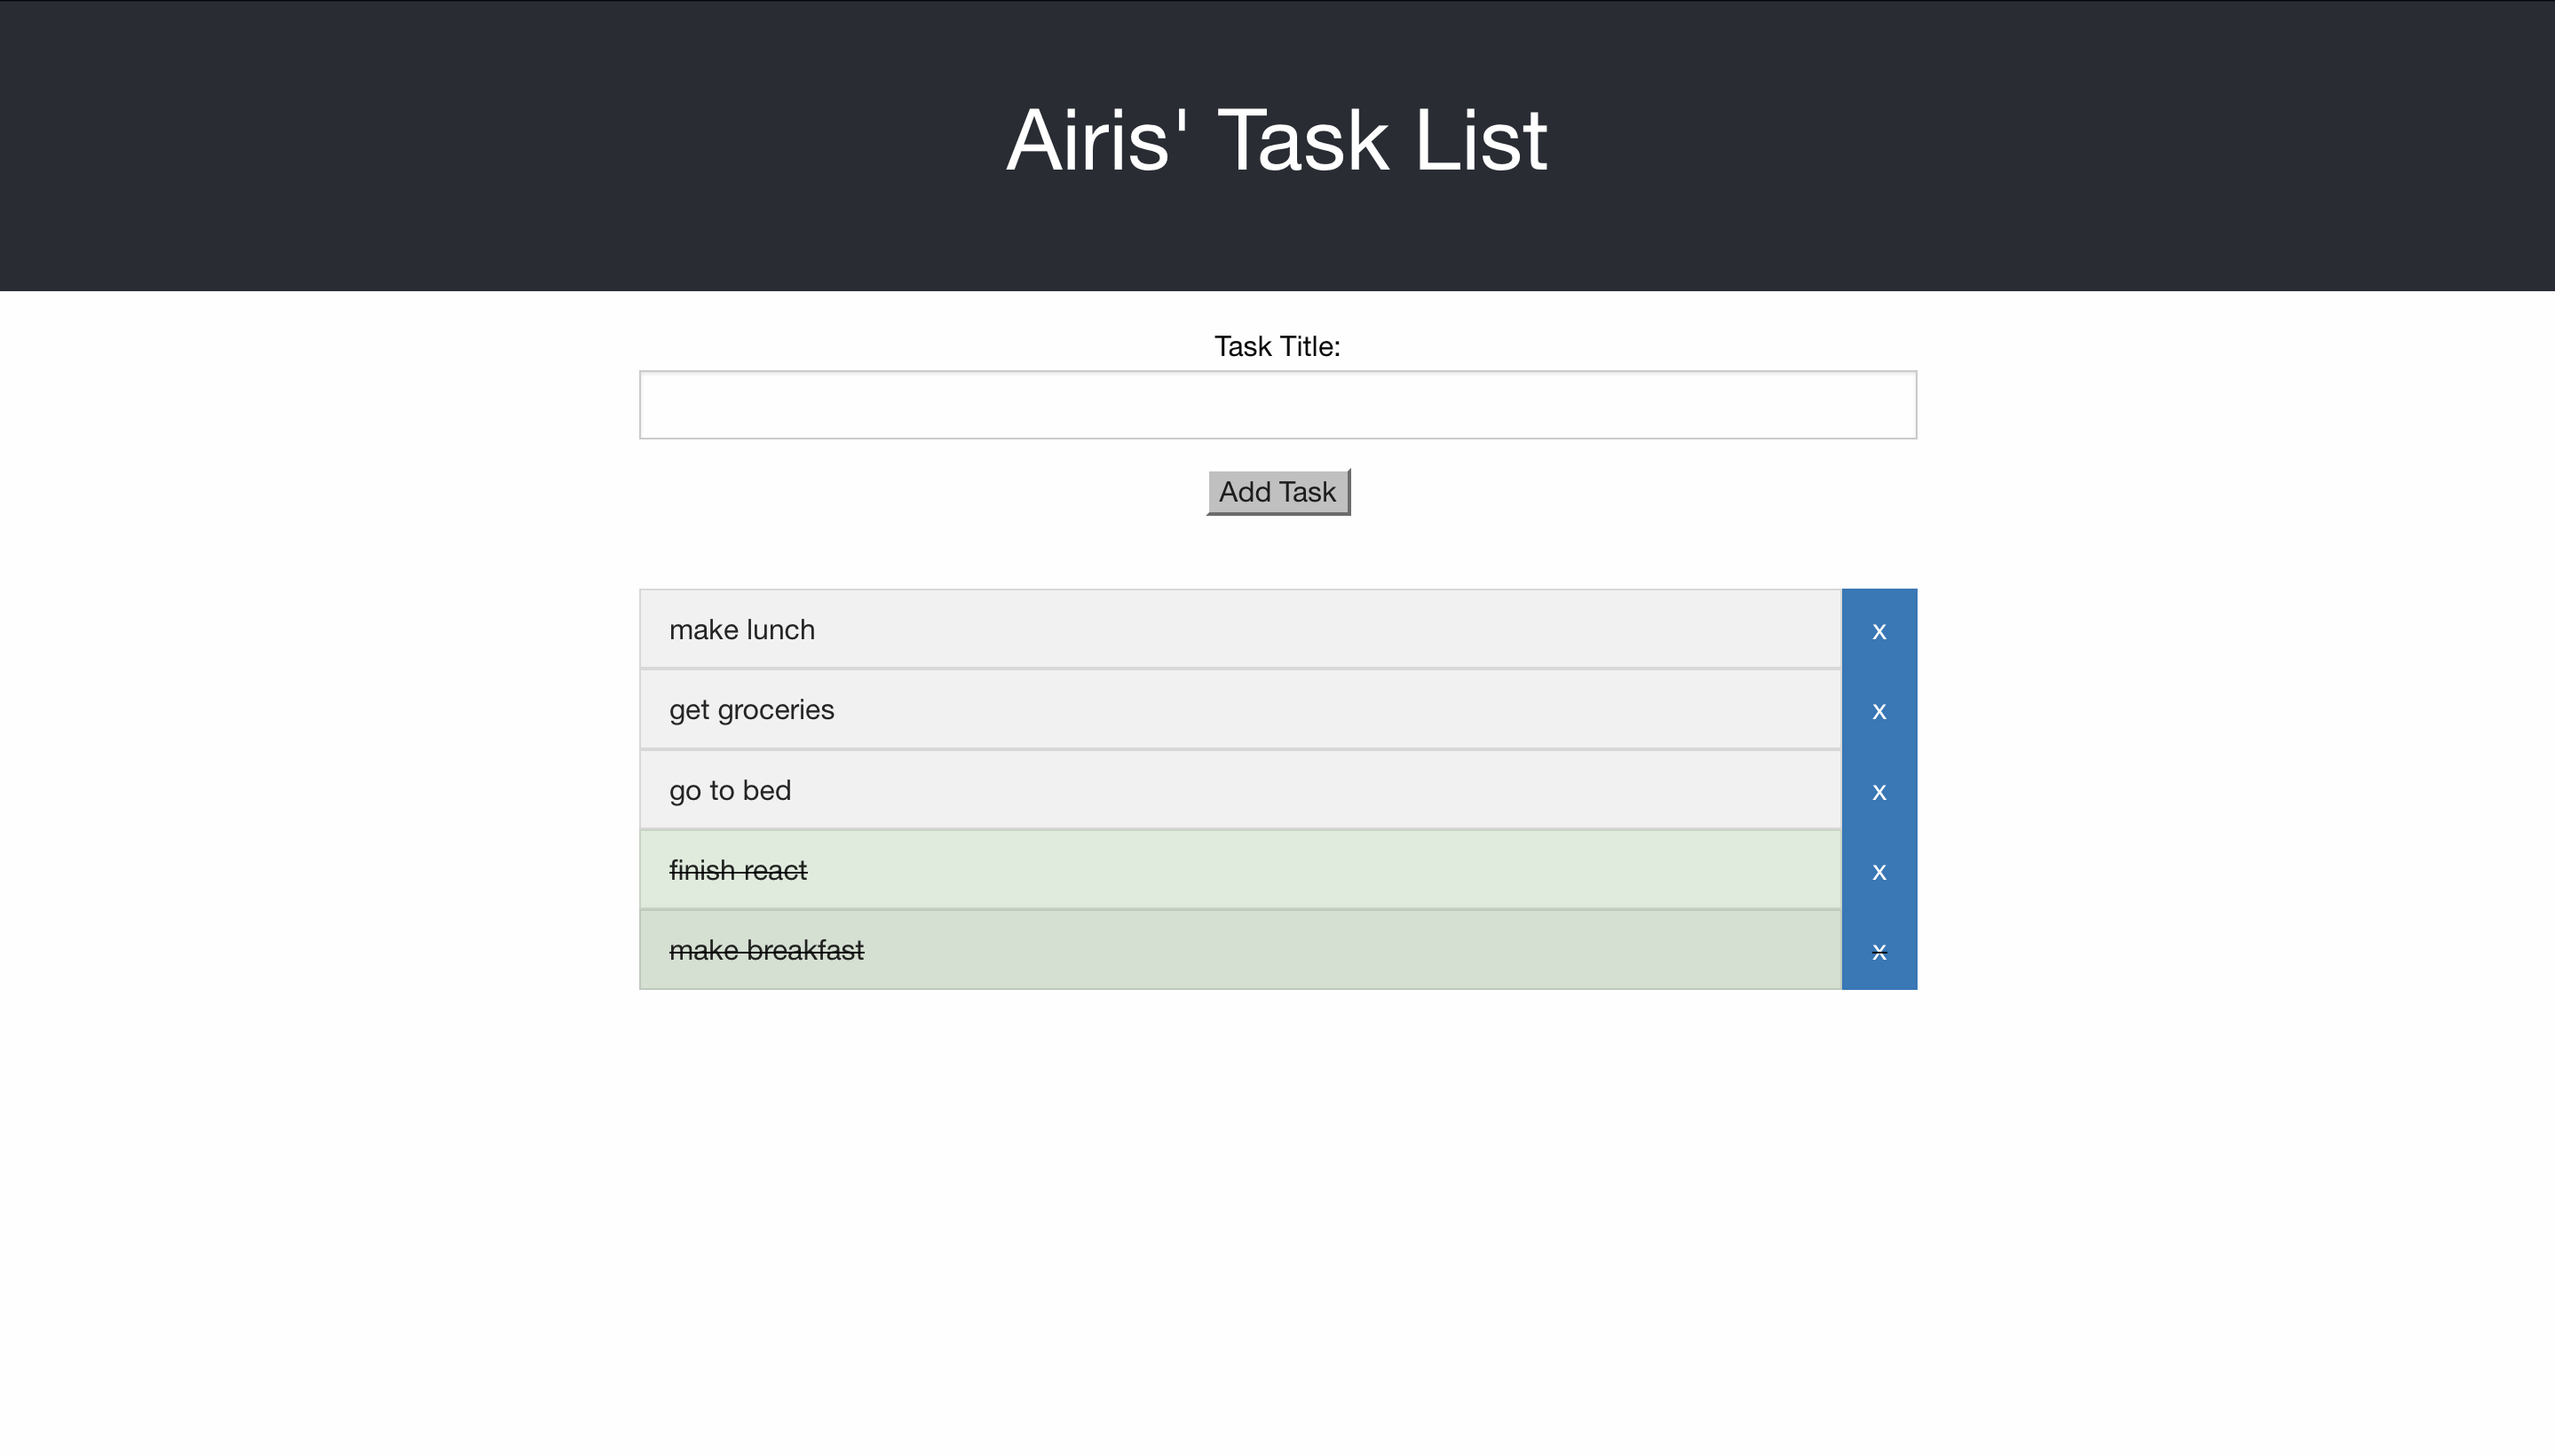 Airis' Task List
Task Title:
Add Task
make lunch x
get groceries x
go to bed x
finish react x
make breakfast x